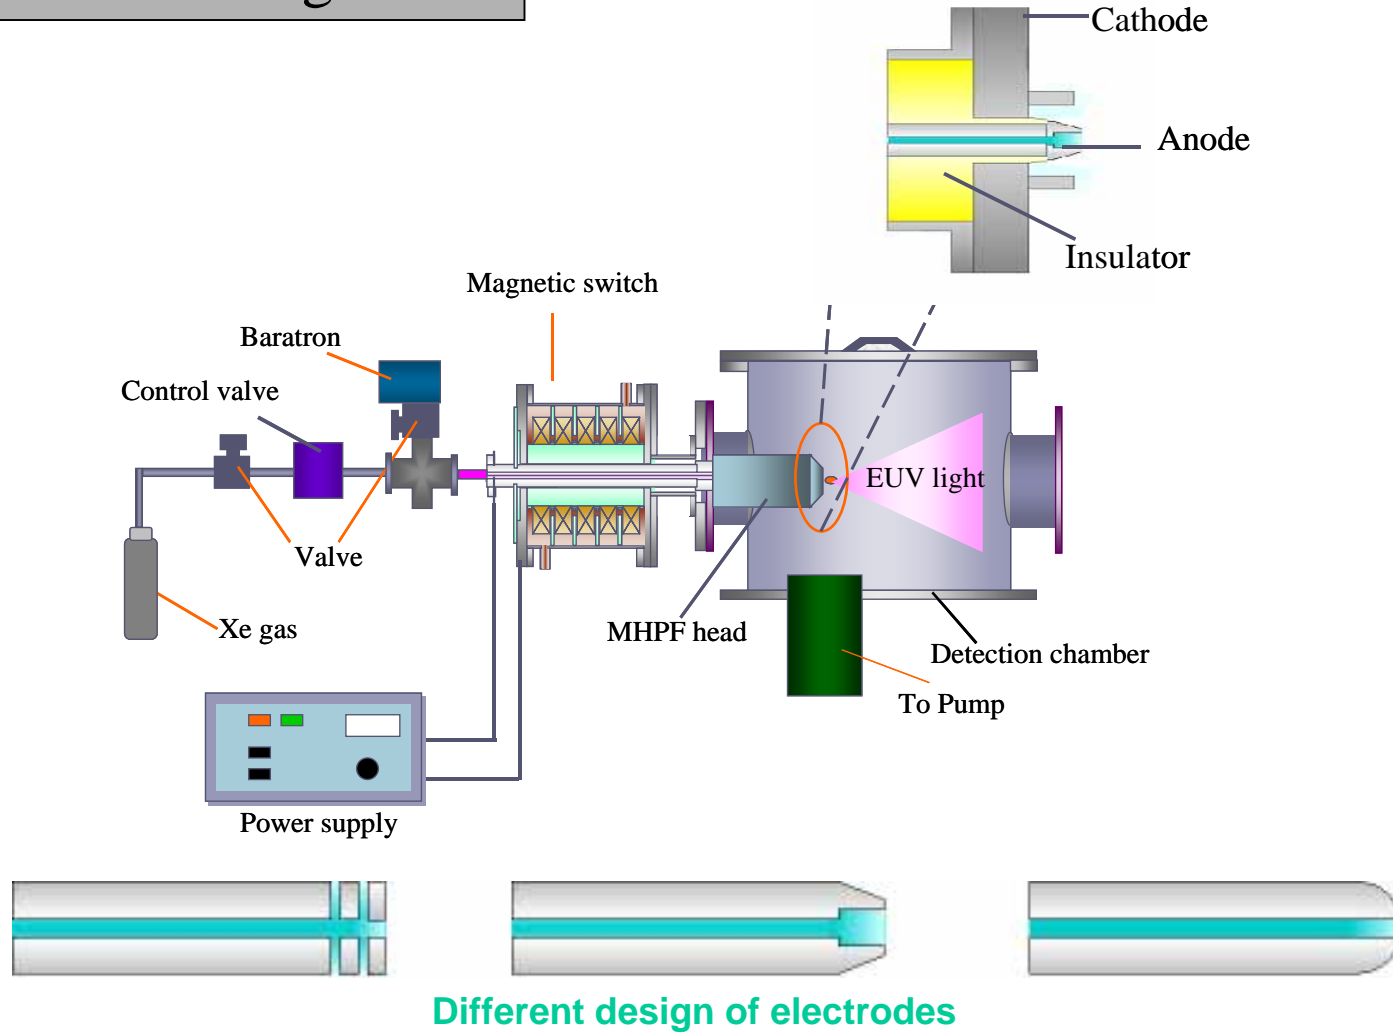 Cathode
Anode
Insulator
Magnetic switch
Baratron
Control valve
EUV light
Valve
Xe gas
MHPF head
Detection chamber
To Pump
Power supply
Different design of electrodes